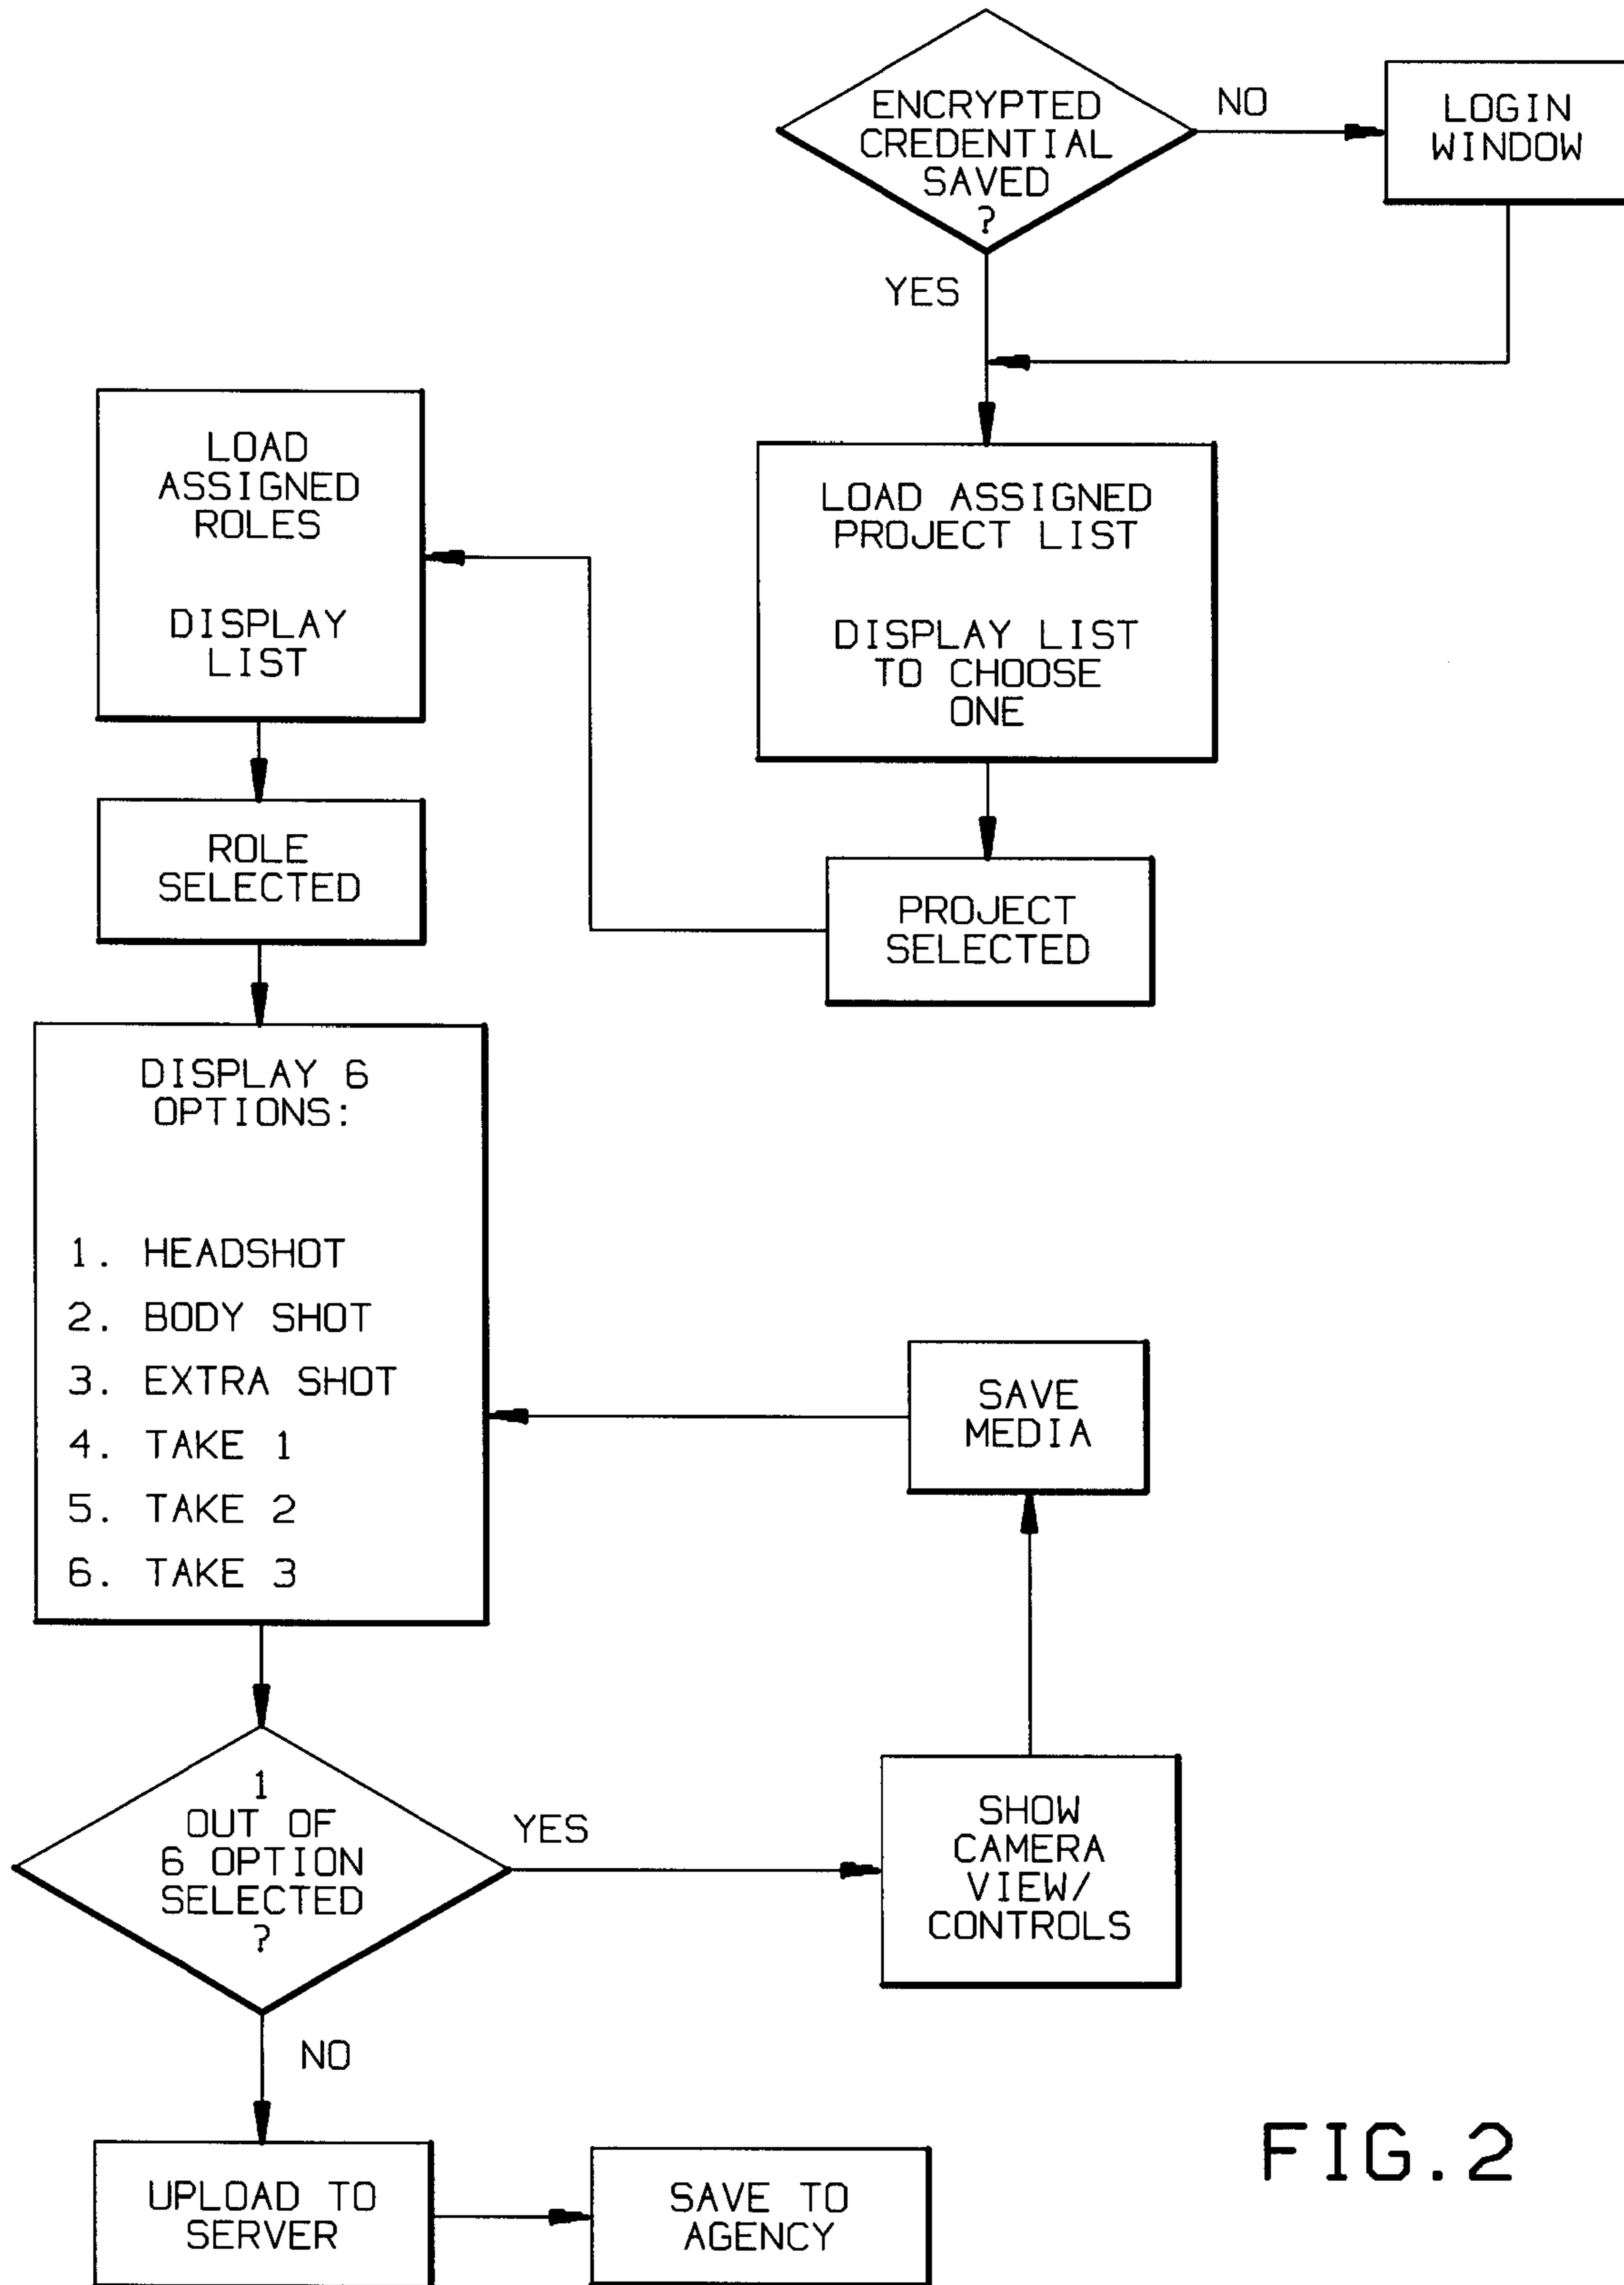 ENCRYPTED
CREDENTIAL
SAVED
?
NO
LOGIN
WINDOW
YES
LOAD ASSIGNED
PROJECT LIST
DISPLAY LIST
TO CHOOSE
ONE
PROJECT
SELECTED
LOAD
ASSIGNED
ROLES
DISPLAY
LIST
ROLE
SELECTED
DISPLAY 6
OPTIONS:
1. HEADSHOT
2. BODY SHOT
3. EXTRA SHOT
4. TAKE 1
5. TAKE 2
6. TAKE 3
1
OUT OF
6 OPTION
SELECTED
?
YES
SHOW
CAMERA
VIEW/
CONTROLS
SAVE
MEDIA
NO
UPLOAD TO
SERVER
SAVE TO
AGENCY
FIG.2